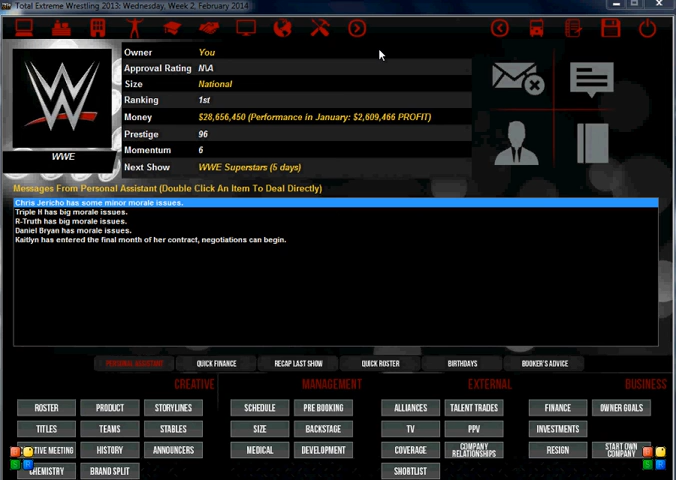 Total Extreme Wrestling 2013: Wednesday, Week 2, February 2014
Owner You
Approval Rating N\A
Size National
Ranking 1st
Money $28,656,450 (Performance in January: $2,609,466 PROFIT)
Prestige 96
Momentum 6
Next Show WWE Superstars (5 days)
WWE
Messages From Personal Assistant (Double Click An Item To Deal Directly)
Chris Jericho has some minor morale issues.
Triple H has big morale issues.
R-Truth has big morale issues.
Daniel Bryan has morale issues.
Kaitlyn has entered the final month of her contract, negotiations can begin.
PERSONAL ASSISTANT QUICK FINANCE RECAP LAST SHOW QUICK ROSTER BIRTHDAYS BOOKER'S ADVICE
CREATIVE MANAGEMENT EXTERNAL BUSINESS
ROSTER PRODUCT STORYLINES SCHEDULE PRE BOOKING ALLIANCES TALENT TRADES FINANCE OWNER GOALS
TITLES TEAMS STABLES SIZE BACKSTAGE TV PPV INVESTMENTS
TIVE MEETING HISTORY ANNOUNCERS MEDICAL DEVELOPMENT COVERAGE COMPANY RELATIONSHIPS RESIGN START OWN COMPANY
CHEMISTRY BRAND SPLIT SHORTLIST